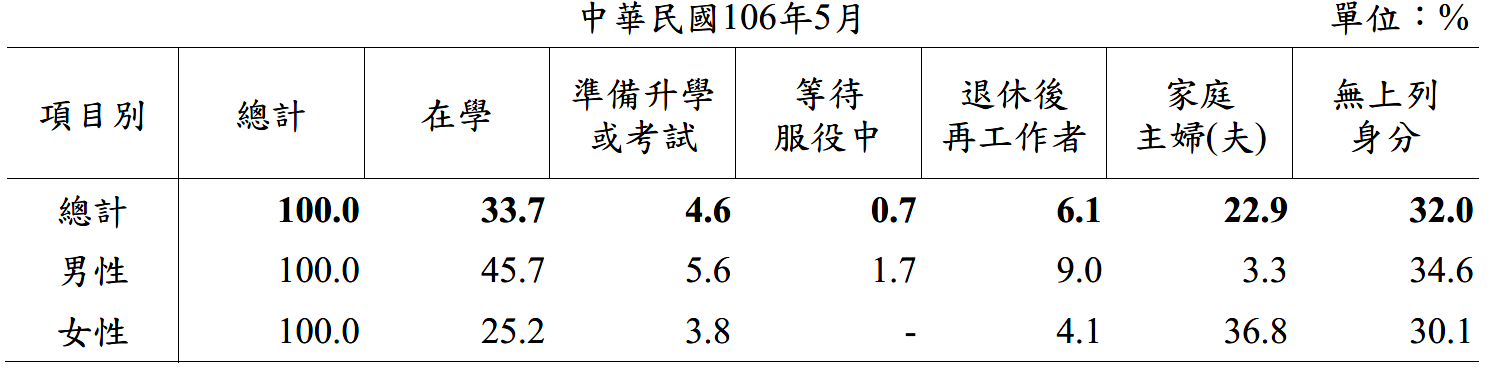 中華民國106年5月 單位：%
項目別 總計 在學 準備升學或考試 等待服役中 退休後再工作者 家庭主婦(夫) 無上列身分
總計 100.0 33.7 4.6 0.7 6.1 22.9 32.0
男性 100.0 45.7 5.6 1.7 9.0 3.3 34.6
女性 100.0 25.2 3.8 - 4.1 36.8 30.1